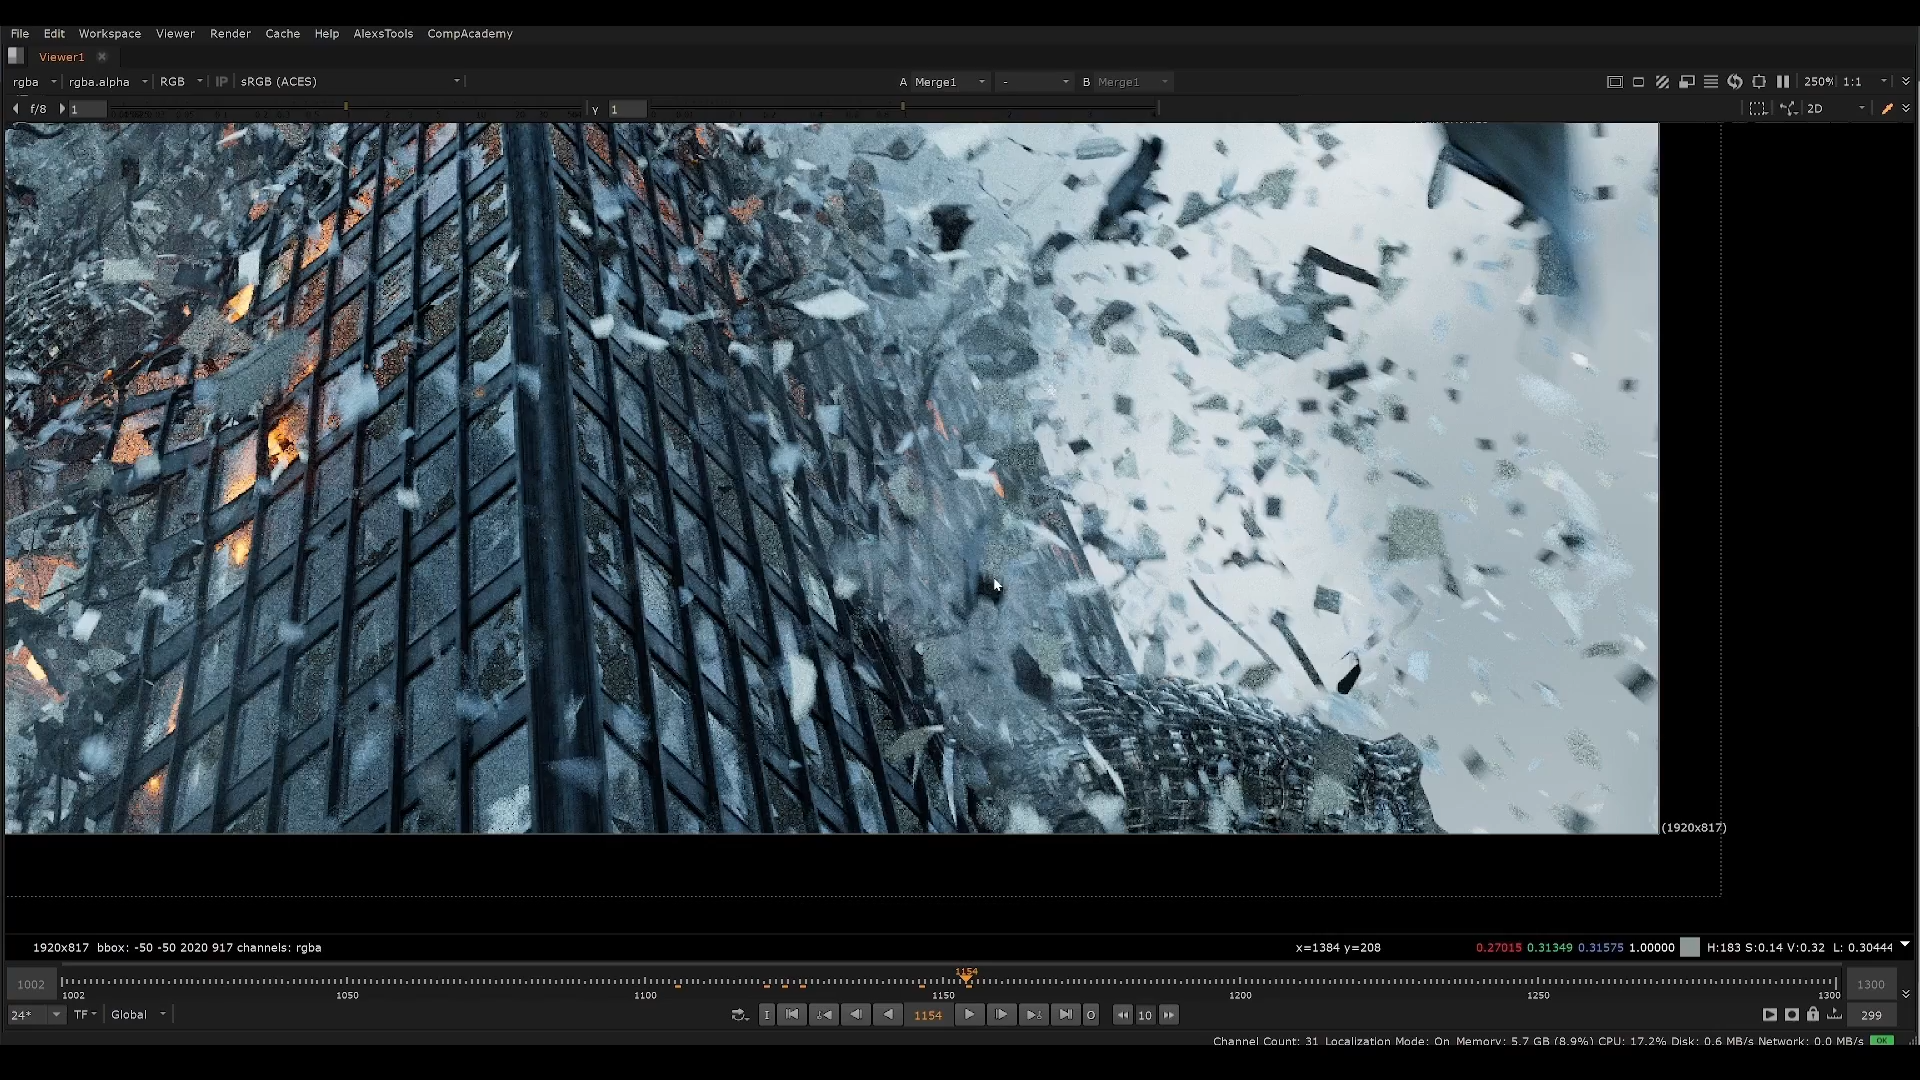 File Edit Workspace Viewer Render Cache Help AlexsTools CompAcademy
Viewer1
rgba rgba.alpha RGB IP sRGB (ACES) A Merge1 - B Merge1 250% 1:1
f/8 1 y 1 2D
(1920x817)
1920x817 bbox: -50 -50 2020 917 channels: rgba x=1384 y=208 0.27015 0.31349 0.31575 1.00000 H:183 S:0.14 V:0.32 L: 0.30444
1154
1002 1300
1002 1050 1100 1150 1200 1250 1300
24* TF Global I 1154 O 10 299
Channel Count: 31 Localization Mode: On Memory: 5.7 GB (8.9%) CPU: 17.2% Disk: 0.6 MB/s Network: 0.0 MB/s OK